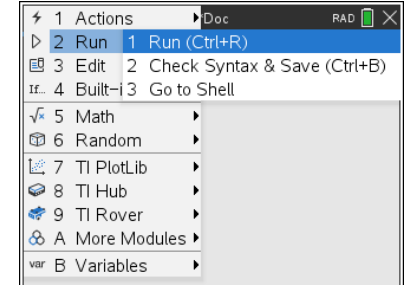 1 Actions Doc RAD
2 Run 1 Run (Ctrl+R)
3 Edit 2 Check Syntax & Save (Ctrl+B)
If... 4 Built-i 3 Go to Shell
5 Math
6 Random
7 TI PlotLib
8 TI Hub
9 TI Rover
A More Modules
var B Variables